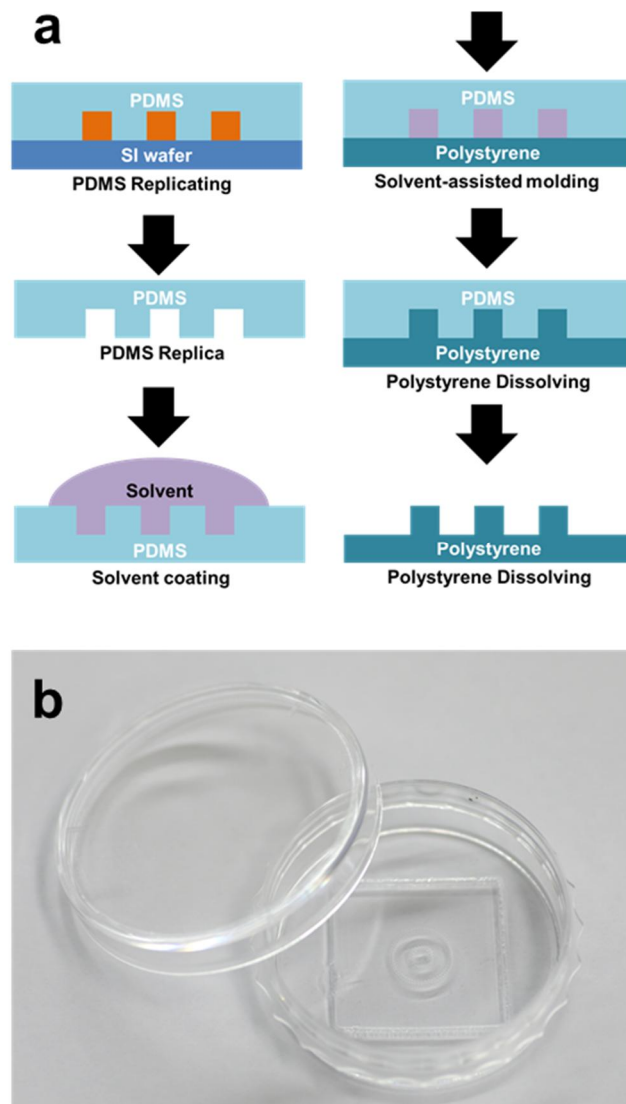 a
PDMS
SI wafer
PDMS Replicating
PDMS
PDMS Replica
Solvent
PDMS
Solvent coating
PDMS
Polystyrene
Solvent-assisted molding
PDMS
Polystyrene
Polystyrene Dissolving
Polystyrene
Polystyrene Dissolving
b